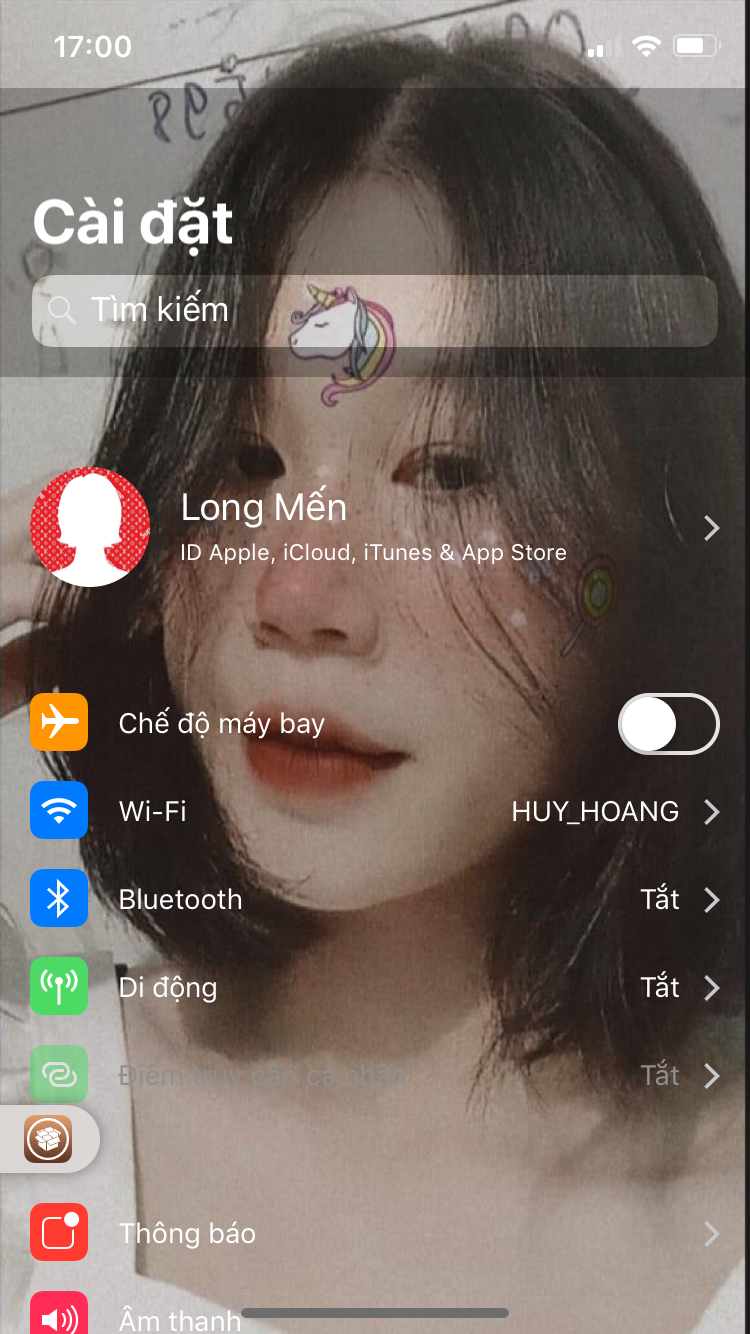 17:00
Cài đặt
Tìm kiếm
Long Mến
ID Apple, iCloud, iTunes & App Store
Chế độ máy bay
Wi-Fi HUY_HOANG
Bluetooth Tắt
Di động Tắt
Điểm truy cập cá nhân Tắt
Thông báo
Âm thanh